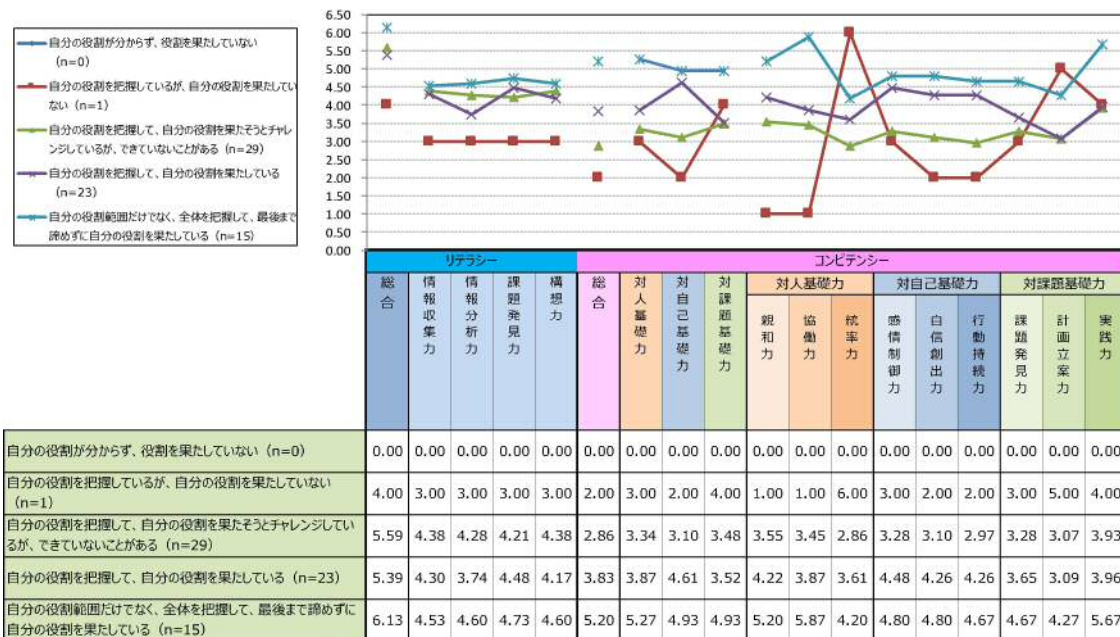 6.50
6.00
5.50
5.00
4.50
4.00
3.50
3.00
2.50
2.00
1.50
1.00
0.50
0.00
自分の役割が分からず、役割を果たしていない
(n=0)
自分の役割を把握しているが、自分の役割を果たしてい
ない (n=1)
自分の役割を把握して、自分の役割を果たそうとチャレ
ンジしているが、できていないことがある (n=29)
自分の役割を把握して、自分の役割を果たしている
(n=23)
自分の役割範囲だけでなく、全体を把握して、最後まで
諦めずに自分の役割を果たしている (n=15)
リテラシー コンピテンシー
総合 情報収集力 情報分析力 課題発見力 構想力 総合 対人基礎力 対自己基礎力 対課題基礎力 対人基礎力 対自己基礎力 対課題基礎力
親和力 協働力 統率力 感情制御力 自信創出力 行動持続力 課題発見力 計画立案力 実践力
自分の役割が分からず、役割を果たしていない (n=0) 0.00 0.00 0.00 0.00 0.00 0.00 0.00 0.00 0.00 0.00 0.00 0.00 0.00 0.00 0.00 0.00 0.00 0.00
自分の役割を把握しているが、自分の役割を果たしていない
(n=1) 4.00 3.00 3.00 3.00 3.00 2.00 3.00 2.00 4.00 1.00 1.00 6.00 3.00 2.00 2.00 3.00 5.00 4.00
自分の役割を把握して、自分の役割を果たそうとチャレンジしてい
るが、できていないことがある (n=29) 5.59 4.38 4.28 4.21 4.38 2.86 3.34 3.10 3.48 3.55 3.45 2.86 3.28 3.10 2.97 3.28 3.07 3.93
自分の役割を把握して、自分の役割を果たしている (n=23) 5.39 4.30 3.74 4.48 4.17 3.83 3.87 4.61 3.52 4.22 3.87 3.61 4.48 4.26 4.26 3.65 3.09 3.96
自分の役割範囲だけでなく、全体を把握して、最後まで諦めずに
自分の役割を果たしている (n=15) 6.13 4.53 4.60 4.73 4.60 5.20 5.27 4.93 4.93 5.20 5.87 4.20 4.80 4.80 4.67 4.67 4.27 5.67